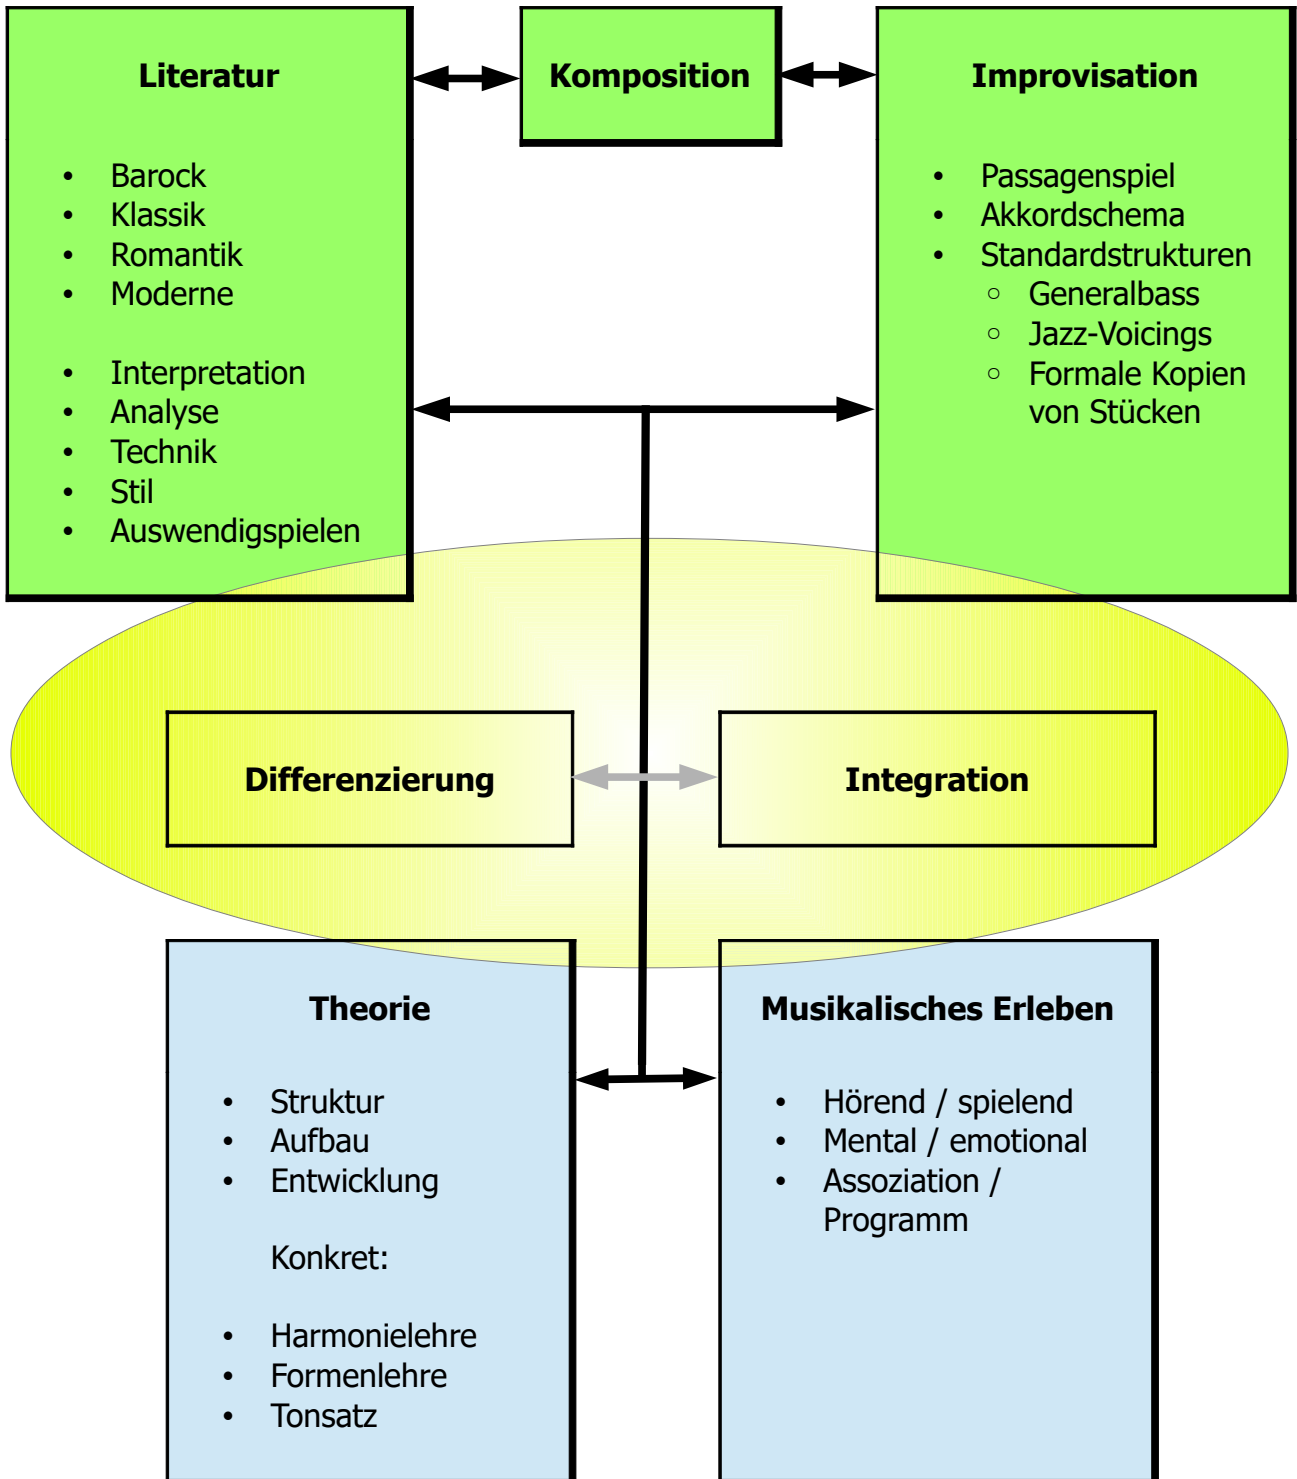 Literatur
• Barock
• Klassik
• Romantik
• Moderne
• Interpretation
• Analyse
• Technik
• Stil
• Auswendigspielen
Komposition
Improvisation
• Passagenspiel
• Akkordschema
• Standardstrukturen
◦ Generalbass
◦ Jazz-Voicings
◦ Formale Kopien
von Stücken
Differenzierung
Integration
Theorie
• Struktur
• Aufbau
• Entwicklung
Konkret:
• Harmonielehre
• Formenlehre
• Tonsatz
Musikalisches Erleben
• Hörend / spielend
• Mental / emotional
• Assoziation /
Programm